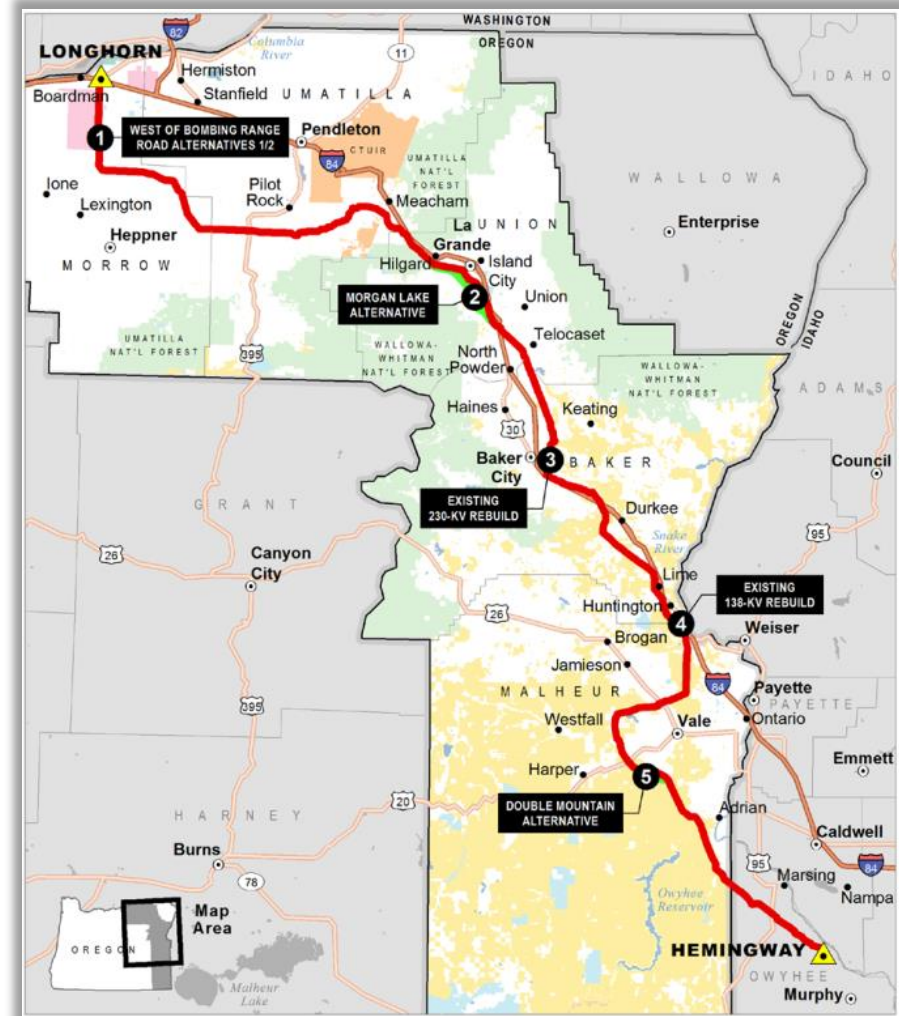 WASHINGTON
OREGON
82
LONGHORN
Columbia
River
11
IDAHO
OREGON
Hermiston
Boardman
Stanfield
UMATILLA
1
WEST OF BOMBING RANGE
ROAD ALTERNATIVES 1/2
Pendleton
CTUIR
84
UMATILLA
NAT'L FOREST
WALLOWA
Ione
Lexington
Pilot
Rock
Meacham
Enterprise
Heppner
MORROW
La
Grande
UNION
Hilgard
Island
City
MORGAN LAKE
ALTERNATIVE
2
Union
Telocaset
OREGON
IDAHO
UMATILLA
NAT'L FOREST
395
WALLOWA-
WHITMAN
NAT'L FOREST
North
Powder
WALLOWA-
WHITMAN
NAT'L FOREST
ADAMS
Haines
30
Keating
Baker
City
3
BAKER
Council
EXISTING
230-KV REBUILD
Durkee
GRANT
Snake
River
95
26
Canyon
City
Lime
Huntington
EXISTING
138-KV REBUILD
4
26
Brogan
Weiser
Jamieson
84
MALHEUR
Payette
PAYETTE
395
Westfall
Vale
Ontario
Harper
5
Emmett
DOUBLE MOUNTAIN
ALTERNATIVE
20
HARNEY
Adrian
Caldwell
Burns
78
95
84
Marsing
Nampa
Map
Area
OREGON
Owyhee
Reservoir
HEMINGWAY
OWYHEE
Malheur
Lake
Murphy